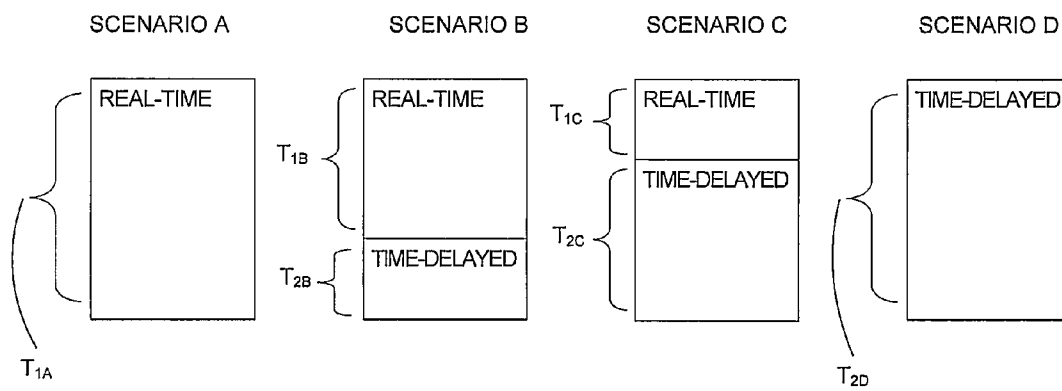 SCENARIO A
SCENARIO B
SCENARIO C
SCENARIO D
REAL-TIME
REAL-TIME
REAL-TIME
TIME-DELAYED
T1C
T1B
TIME-DELAYED
T2C
TIME-DELAYED
T2B
T1A
T2D